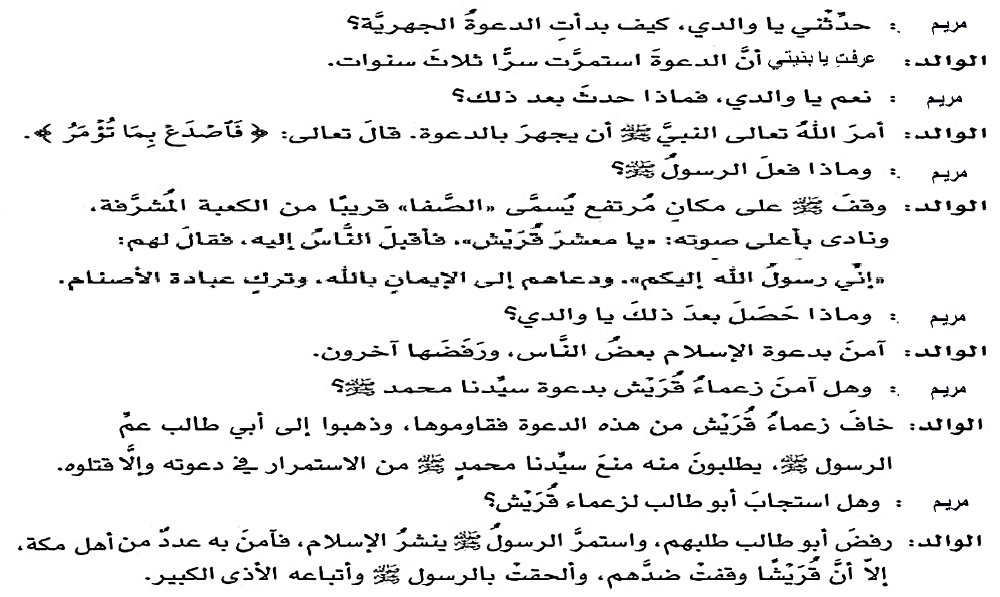 مريم : حدِّثْني يا والدي، كيف بدأتِ الدعوةُ الجهريَّة؟
الوالد: عرفتِ يا بنيتي أنَّ الدعوةَ استمرَّت سرًّا ثلاثَ سنوات.
مريم : نعم يا والدي، فماذا حدثَ بعد ذلك؟
الوالد: أمرَ اللهُ تعالى النبيَّ ﷺ أن يجهرَ بالدعوة. قالَ تعالى: ﴿ فَٱصْدَعْ بِمَا تُؤْمَرُ ﴾.
مريم : وماذا فعلَ الرسولُ ﷺ؟
الوالد: وقفَ ﷺ على مكانٍ مُرتفع يُسمَّى «الصَّفا» قريبًا من الكعبة المُشرَّفة،
ونادى بأعلى صوته: «يا معشرَ قُرَيْش»، فأقبلَ النَّاسُ إليه، فقالَ لهم:
«إنِّي رسولُ الله إليكم»، ودعاهم إلى الإيمانِ بالله، وتركِ عبادة الأصنام.
مريم : وماذا حَصَلَ بعدَ ذلكَ يا والدي؟
الوالد: آمنَ بدعوة الإسلام بعضُ النَّاس، ورَفَضَها آخرون.
مريم : وهل آمنَ زعماءُ قُرَيْش بدعوة سيِّدنا محمد ﷺ؟
الوالد: خافَ زعماءُ قُرَيْش من هذه الدعوة فقاوموها، وذهبوا إلى أبي طالب عمِّ
الرسول ﷺ، يطلبونَ منه منعَ سيِّدنا محمدٍ ﷺ من الاستمرار في دعوته وإلَّا قتلوه.
مريم : وهل استجابَ أبو طالب لزعماء قُرَيْش؟
الوالد: رفضَ أبو طالب طلبهم، واستمرَّ الرسولُ ﷺ ينشرُ الإسلام، فآمنَ به عددٌ من أهل مكة،
إلاّ أنَّ قُرَيْشًا وقفتْ ضدَّهم، وألحقتْ بالرسول ﷺ وأتباعه الأذى الكبير.